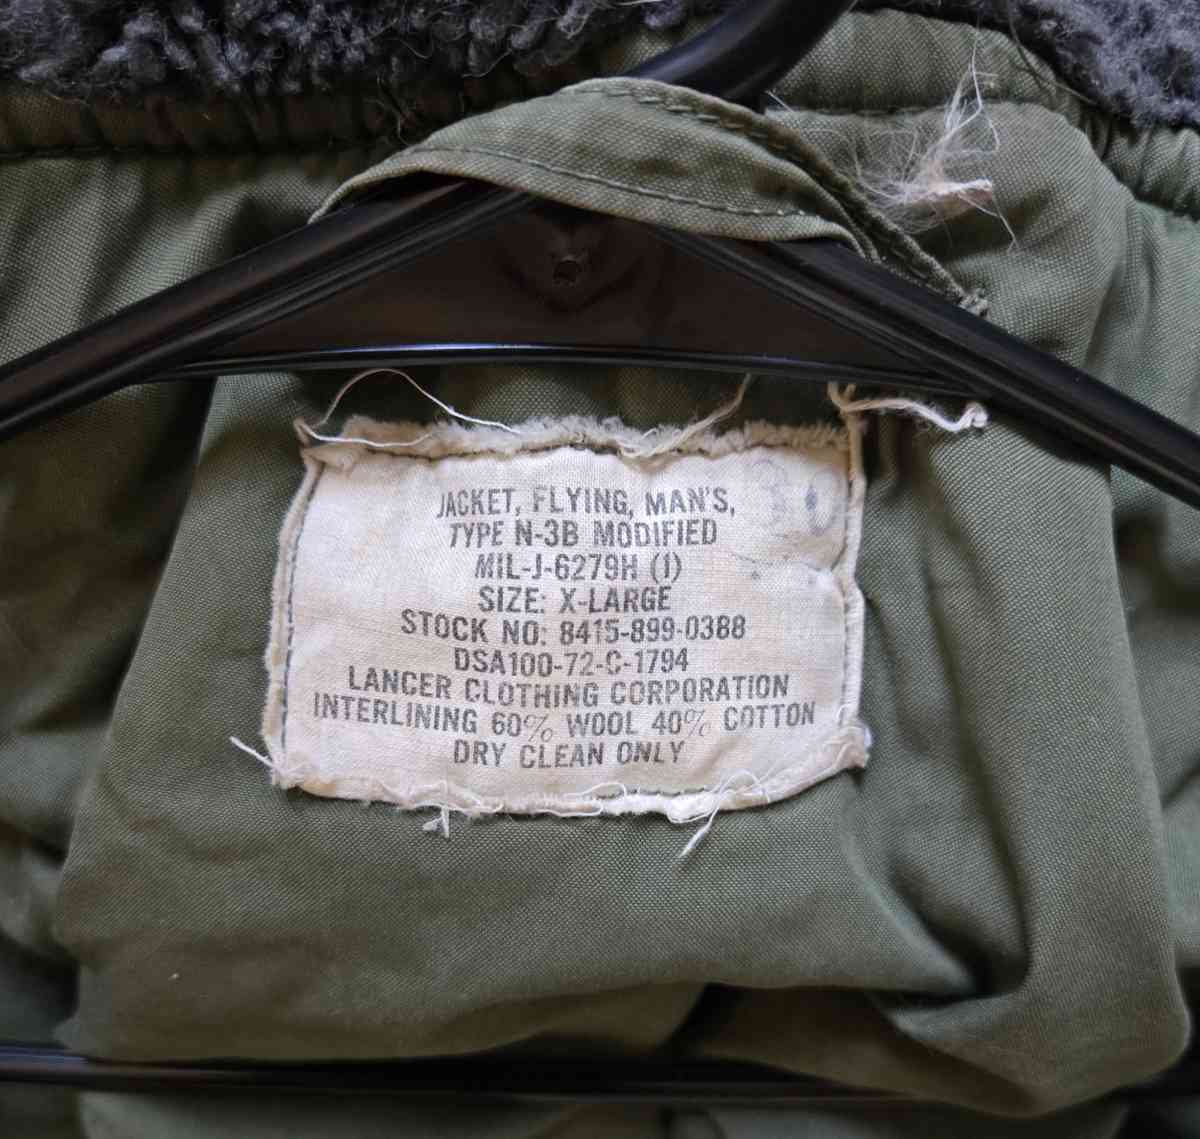 JACKET, FLYING, MAN'S,
TYPE N-3B MODIFIED
MIL-J-6279H (1)
SIZE: X-LARGE
STOCK NO: 8415-899-0388
DSA100-72-C-1794
LANCER CLOTHING CORPORATION
INTERLINING 60% WOOL 40% COTTON
DRY CLEAN ONLY